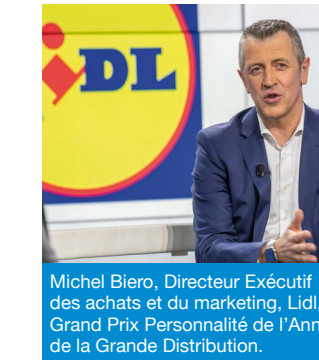 DL
Michel Biero, Directeur Exécutif
des achats et du marketing, Lidl,
Grand Prix Personnalité de l'Ann
de la Grande Distribution.